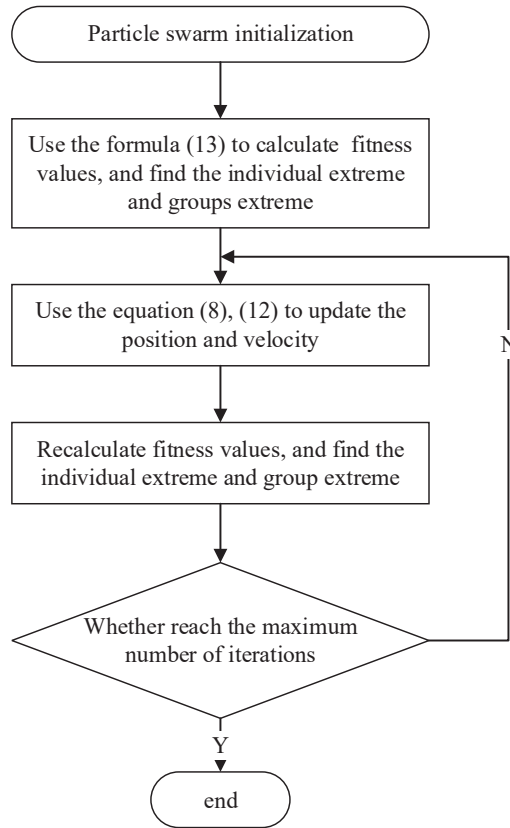 Particle swarm initialization
Use the formula (13) to calculate fitness
values, and find the individual extreme
and groups extreme
Use the equation (8), (12) to update the
position and velocity
N
Recalculate fitness values, and find the
individual extreme and group extreme
Whether reach the maximum
number of iterations
Y
end